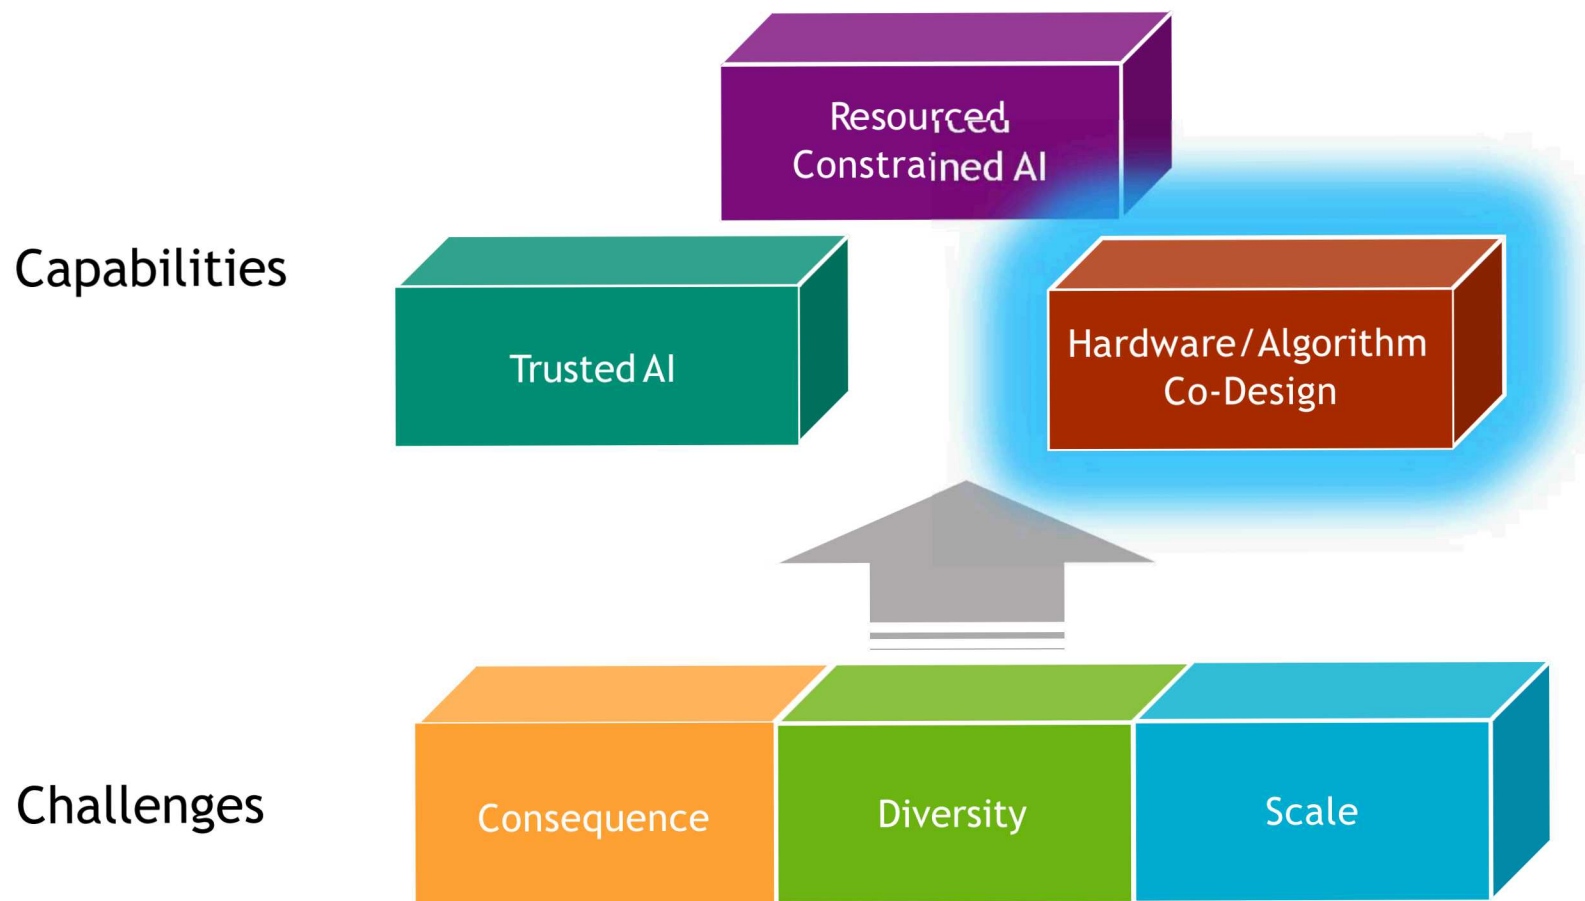 Resourced
Constrained AI
Capabilities
Trusted AI
Hardware/Algorithm
Co-Design
Challenges
Consequence
Diversity
Scale